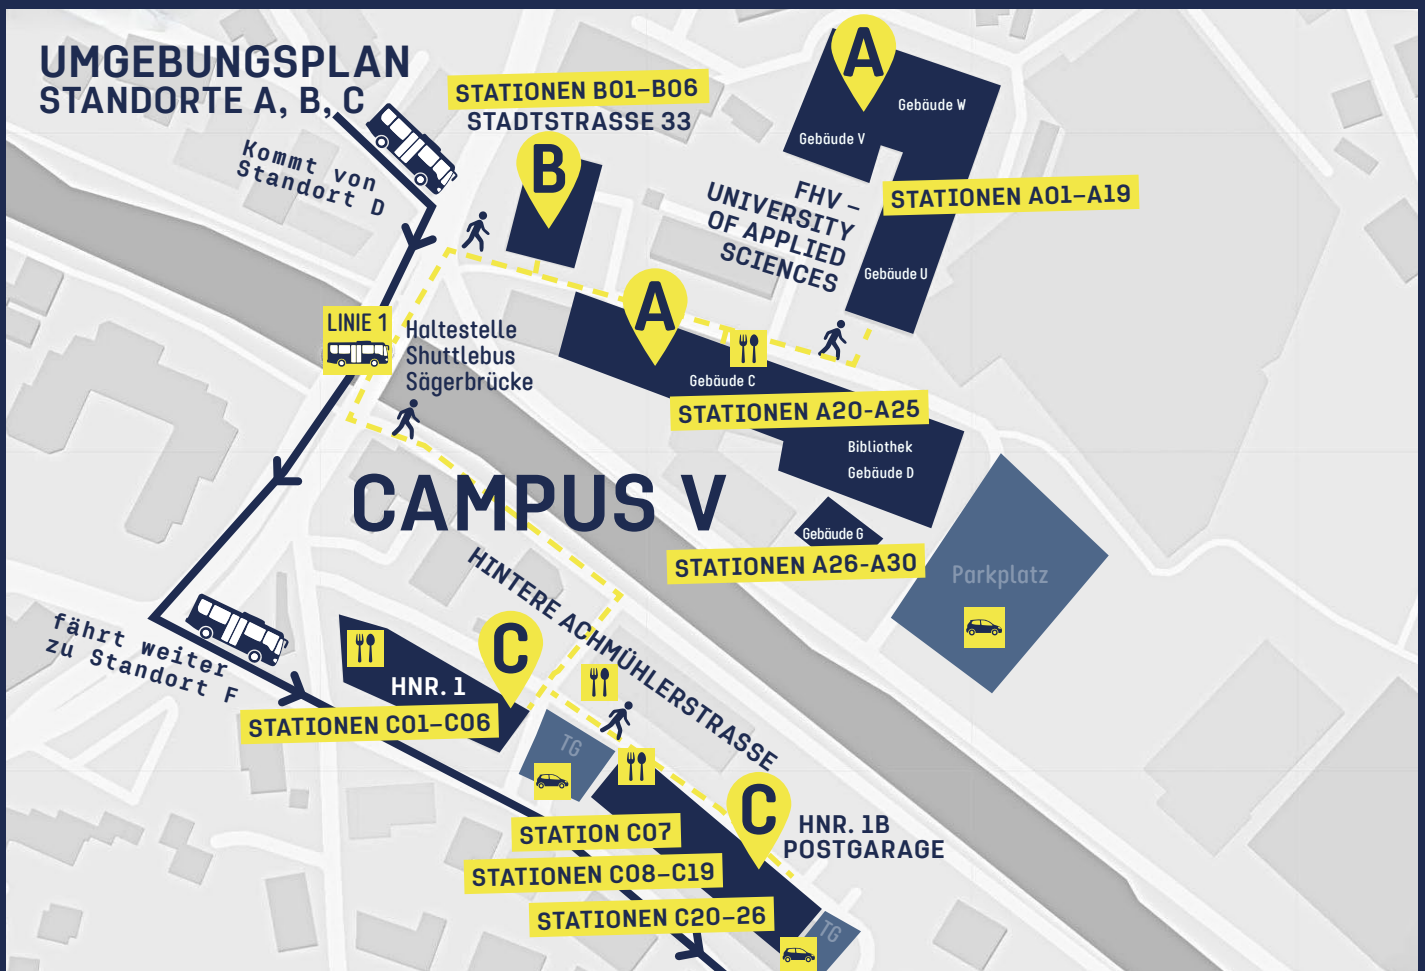 UMGEBUNGSPLAN
STANDORTE A, B, C
Kommt von
Standort D
STATIONEN B01–B06
STADTSTRASSE 33
B
A
Gebäude W
Gebäude V
STATIONEN A01–A19
FHV –
UNIVERSITY
OF APPLIED
SCIENCES
Gebäude U
LINIE 1
Haltestelle
Shuttlebus
Sägerbrücke
A
Gebäude C
STATIONEN A20-A25
Bibliothek
Gebäude D
CAMPUS V
Gebäude G
STATIONEN A26-A30
Parkplatz
HINTERE ACHMÜHLERSTRASSE
fährt weiter
zu Standort F
C
HNR. 1
STATIONEN C01–C06
TG
C
HNR. 1B
POSTGARAGE
STATION C07
STATIONEN C08–C19
STATIONEN C20–26
TG